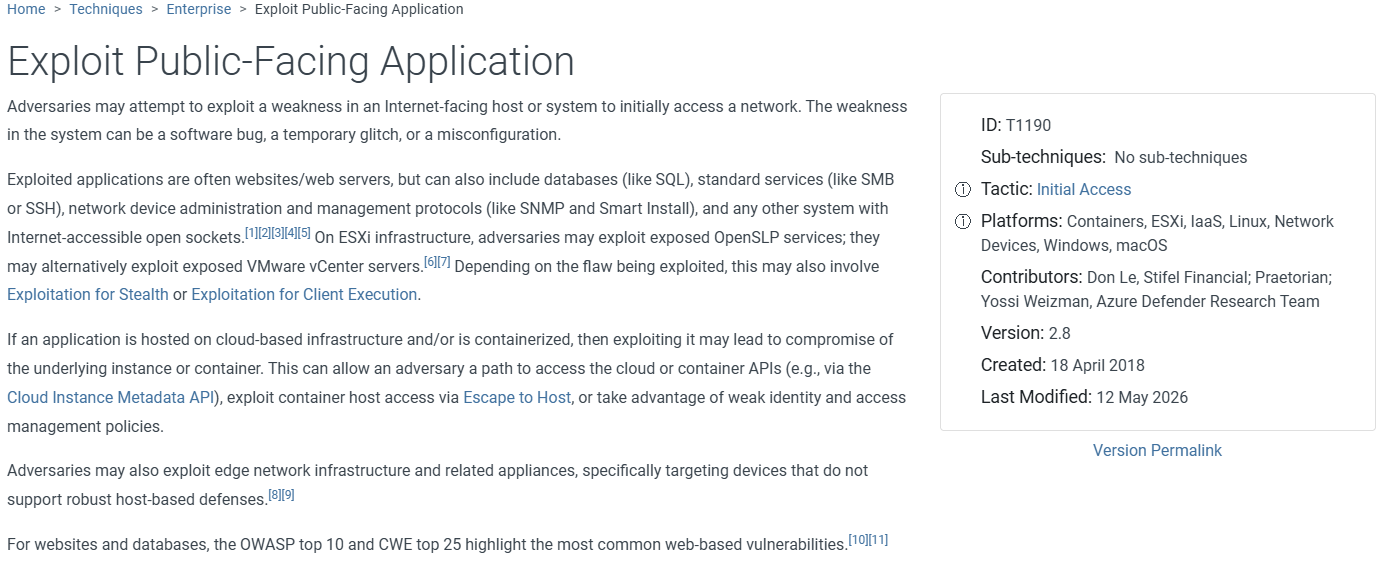 Home > Techniques > Enterprise > Exploit Public-Facing Application
Exploit Public-Facing Application
Adversaries may attempt to exploit a weakness in an Internet-facing host or system to initially access a network. The weakness
in the system can be a software bug, a temporary glitch, or a misconfiguration.
Exploited applications are often websites/web servers, but can also include databases (like SQL), standard services (like SMB
or SSH), network device administration and management protocols (like SNMP and Smart Install), and any other system with
Internet-accessible open sockets.[1][2][3][4][5] On ESXi infrastructure, adversaries may exploit exposed OpenSLP services; they
may alternatively exploit exposed VMware vCenter servers.[6][7] Depending on the flaw being exploited, this may also involve
Exploitation for Stealth or Exploitation for Client Execution.
If an application is hosted on cloud-based infrastructure and/or is containerized, then exploiting it may lead to compromise of
the underlying instance or container. This can allow an adversary a path to access the cloud or container APIs (e.g., via the
Cloud Instance Metadata API), exploit container host access via Escape to Host, or take advantage of weak identity and access
management policies.
Adversaries may also exploit edge network infrastructure and related appliances, specifically targeting devices that do not
support robust host-based defenses.[8][9]
For websites and databases, the OWASP top 10 and CWE top 25 highlight the most common web-based vulnerabilities.[10][11]
ID: T1190
Sub-techniques: No sub-techniques
Tactic: Initial Access
Platforms: Containers, ESXi, IaaS, Linux, Network
Devices, Windows, macOS
Contributors: Don Le, Stifel Financial; Praetorian;
Yossi Weizman, Azure Defender Research Team
Version: 2.8
Created: 18 April 2018
Last Modified: 12 May 2026
Version Permalink